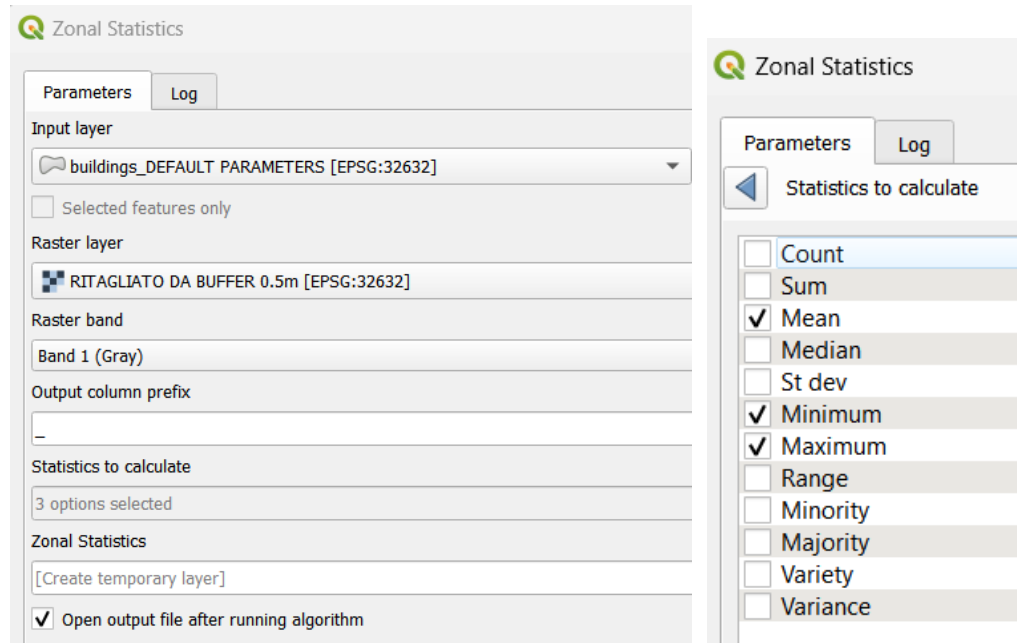 Zonal Statistics
Parameters
Log
Input layer
buildings_DEFAULT PARAMETERS [EPSG:32632]
Selected features only
Raster layer
RITAGLIATO DA BUFFER 0.5m [EPSG:32632]
Raster band
Band 1 (Gray)
Output column prefix
_
Statistics to calculate
3 options selected
Zonal Statistics
[Create temporary layer]
Open output file after running algorithm
Zonal Statistics
Parameters
Log
Statistics to calculate
Count
Sum
Mean
Median
St dev
Minimum
Maximum
Range
Minority
Majority
Variety
Variance